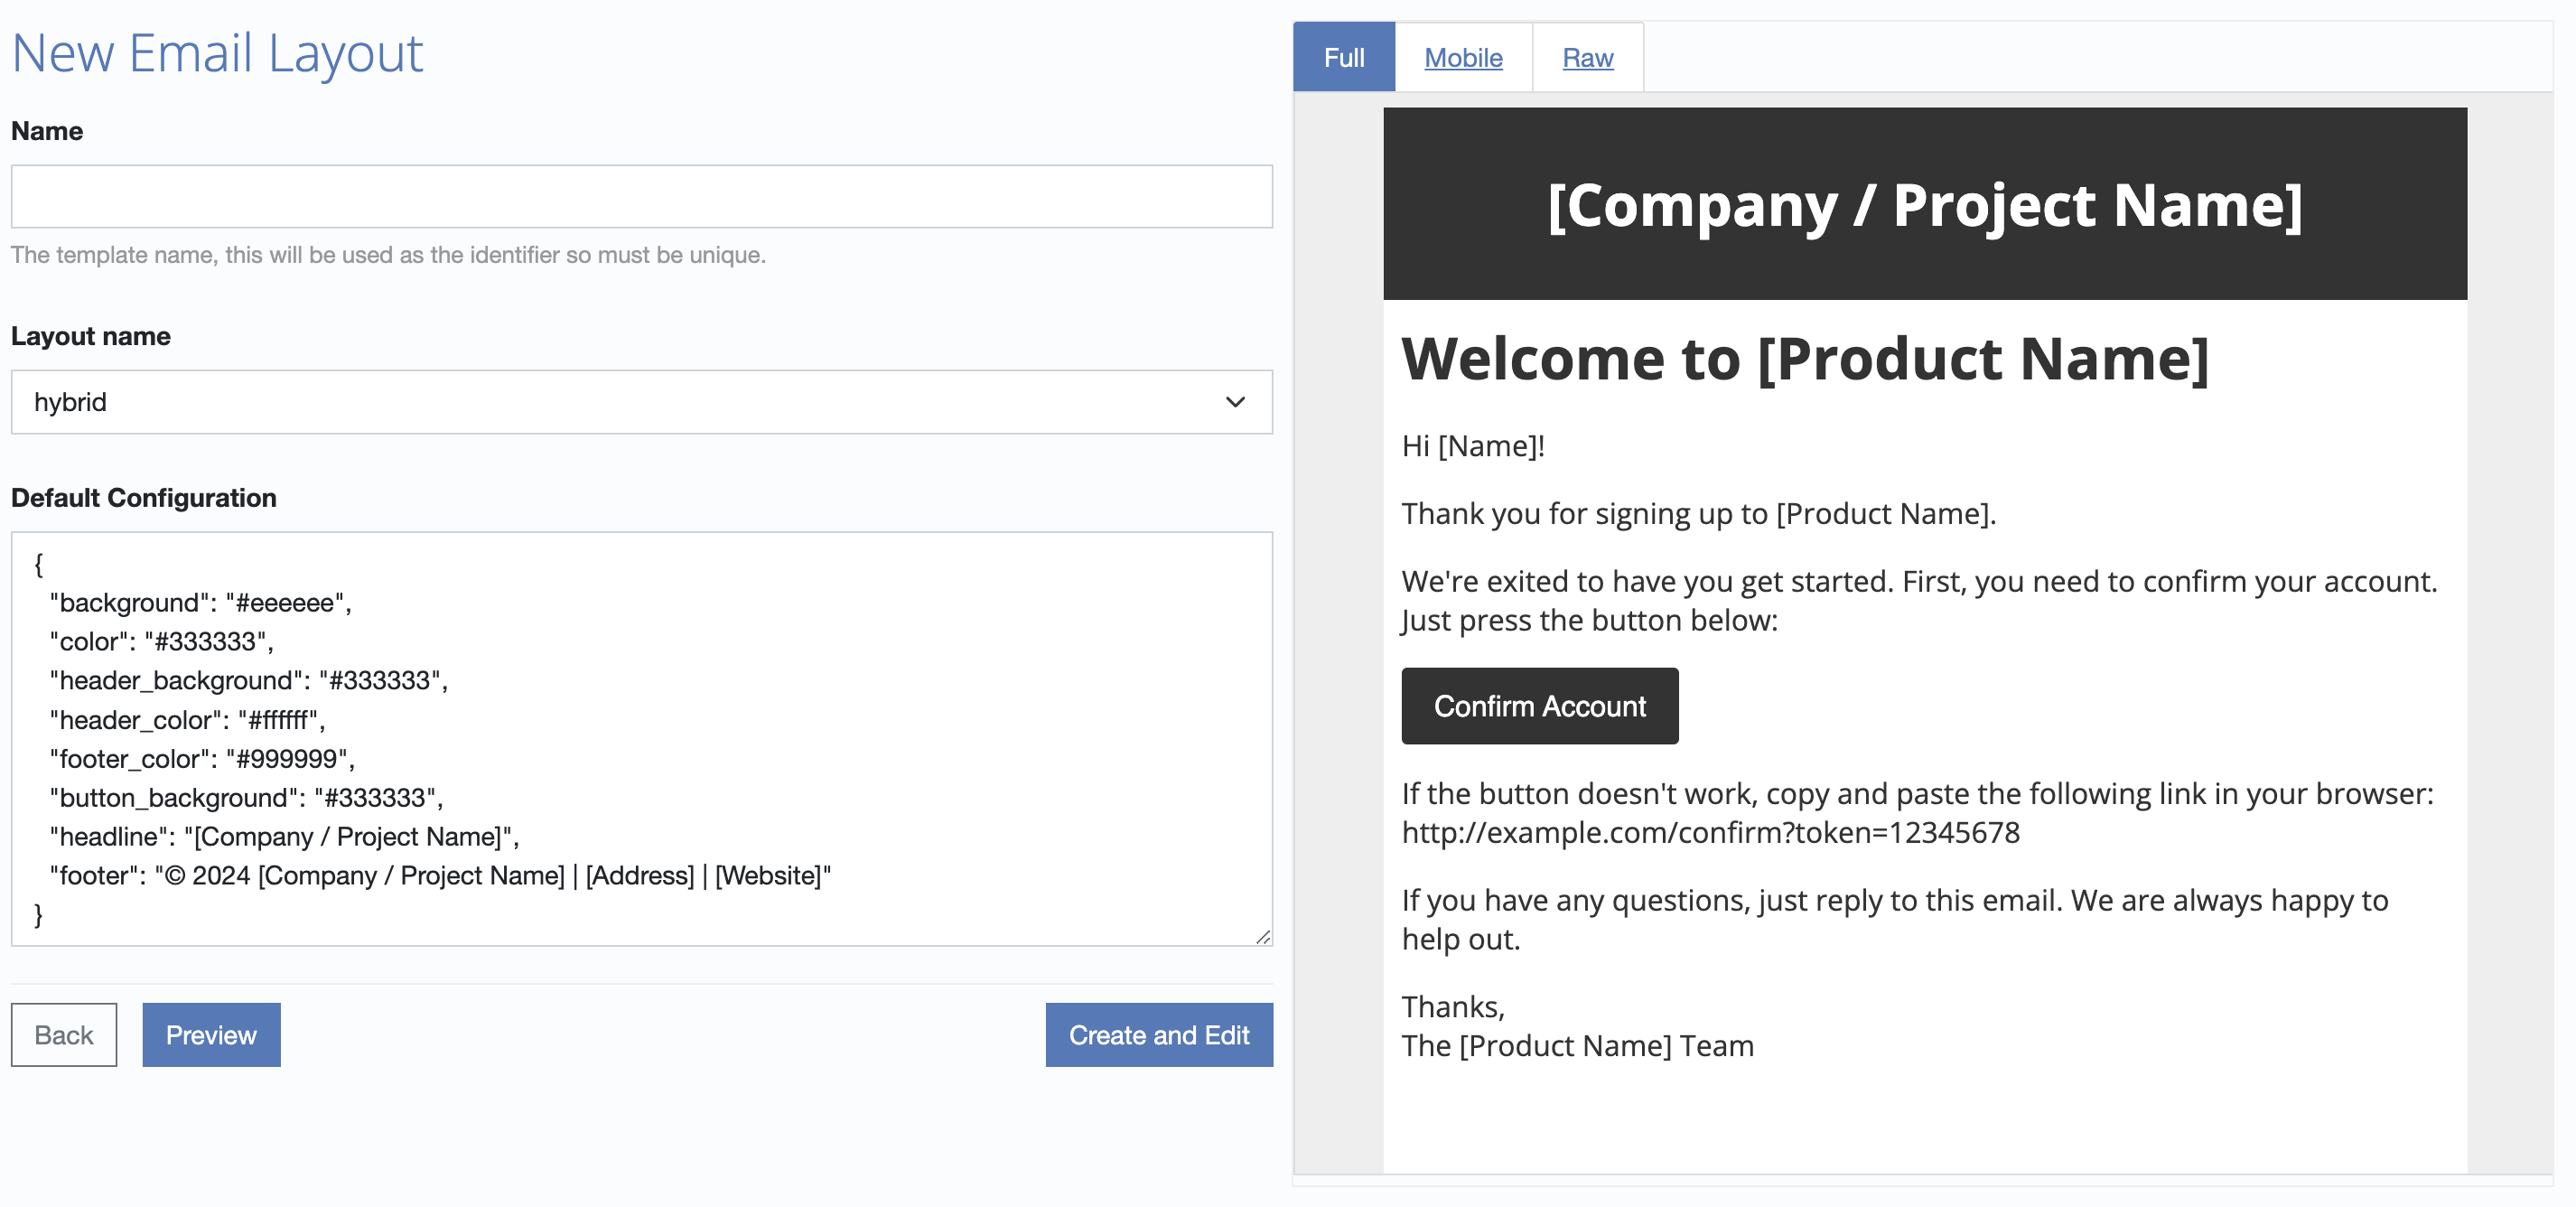 New Email Layout
Name
The template name, this will be used as the identifier so must be unique.
Layout name
hybrid
Default Configuration
{
"background": "#eeeeee",
"color": "#333333",
"header_background": "#333333",
"header_color": "#ffffff",
"footer_color": "#999999",
"button_background": "#333333",
"headline": "[Company / Project Name]",
"footer": "© 2024 [Company / Project Name] | [Address] | [Website]"
}
Back
Preview
Create and Edit
Full
Mobile
Raw
[Company / Project Name]
Welcome to [Product Name]
Hi [Name]!
Thank you for signing up to [Product Name].
We're exited to have you get started. First, you need to confirm your account.
Just press the button below:
Confirm Account
If the button doesn't work, copy and paste the following link in your browser:
http://example.com/confirm?token=12345678
If you have any questions, just reply to this email. We are always happy to
help out.
Thanks,
The [Product Name] Team